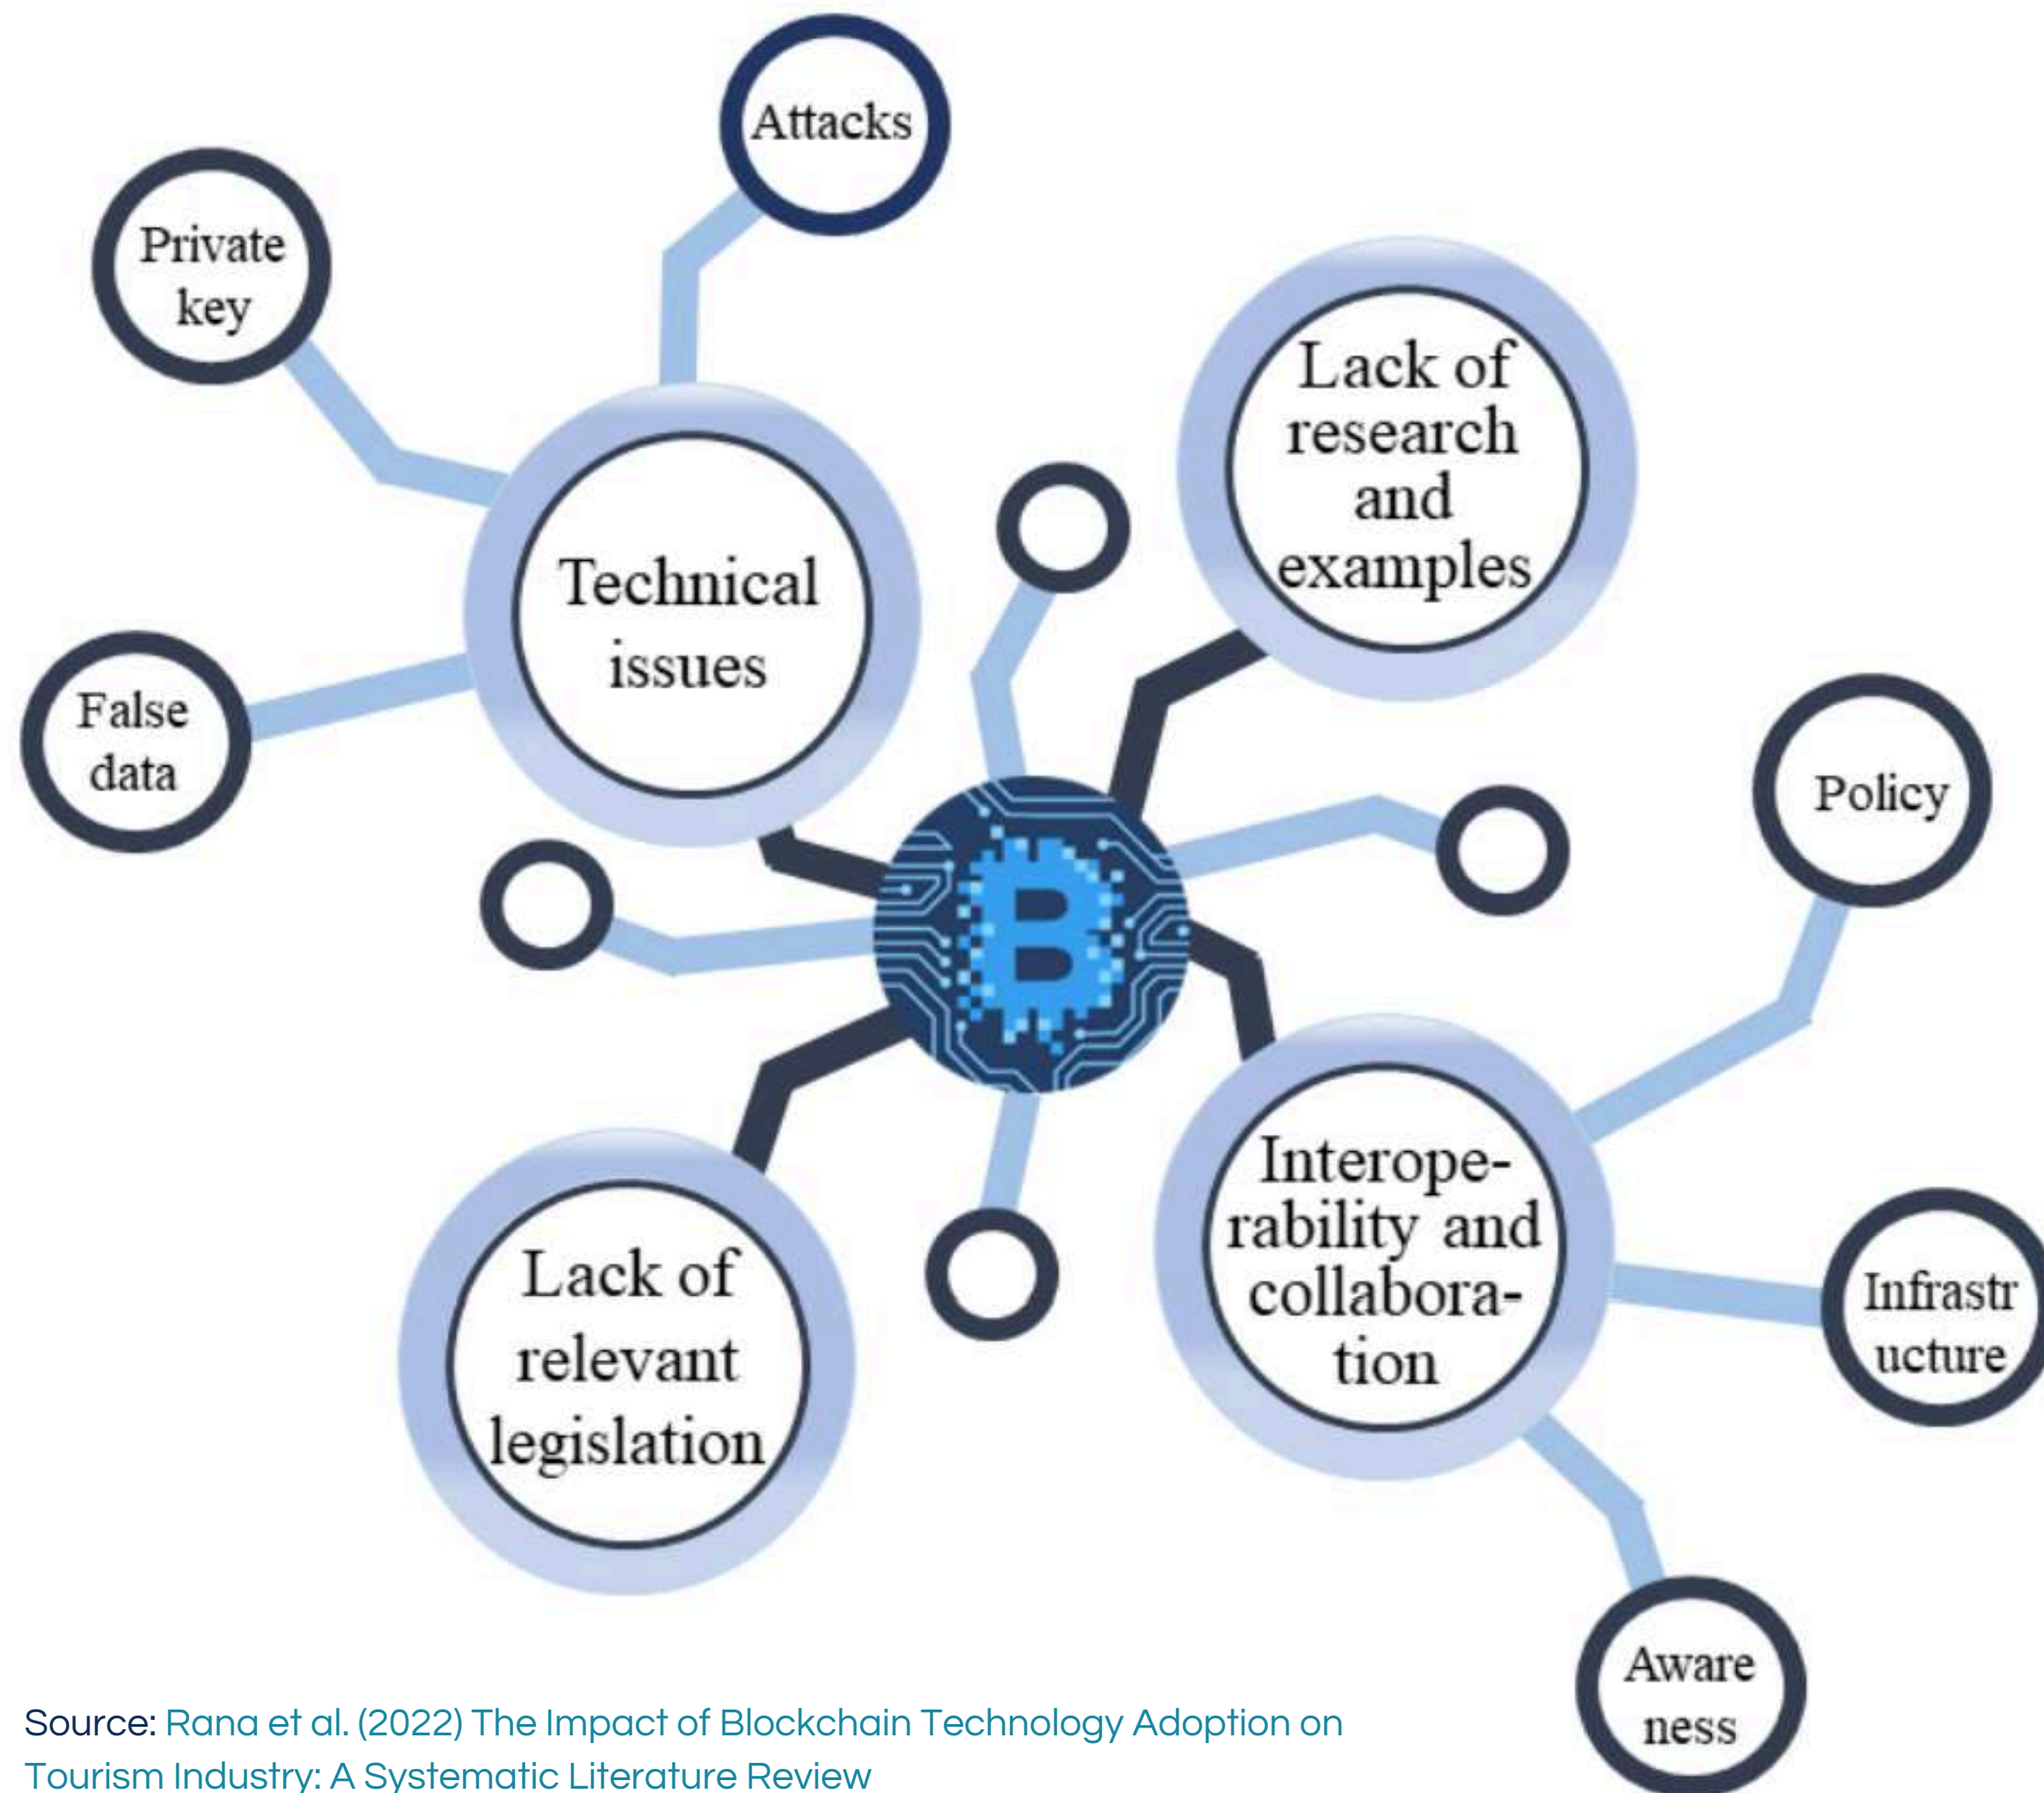 Attacks
Private
key
Technical
issues
False
data
Lack of
research
and
examples
Policy
Lack of
relevant
legislation
Interope-
rability and
collabora-
tion
Infrastr
ucture
Aware
ness
Source: Rana et al. (2022) The Impact of Blockchain Technology Adoption on
Tourism Industry: A Systematic Literature Review